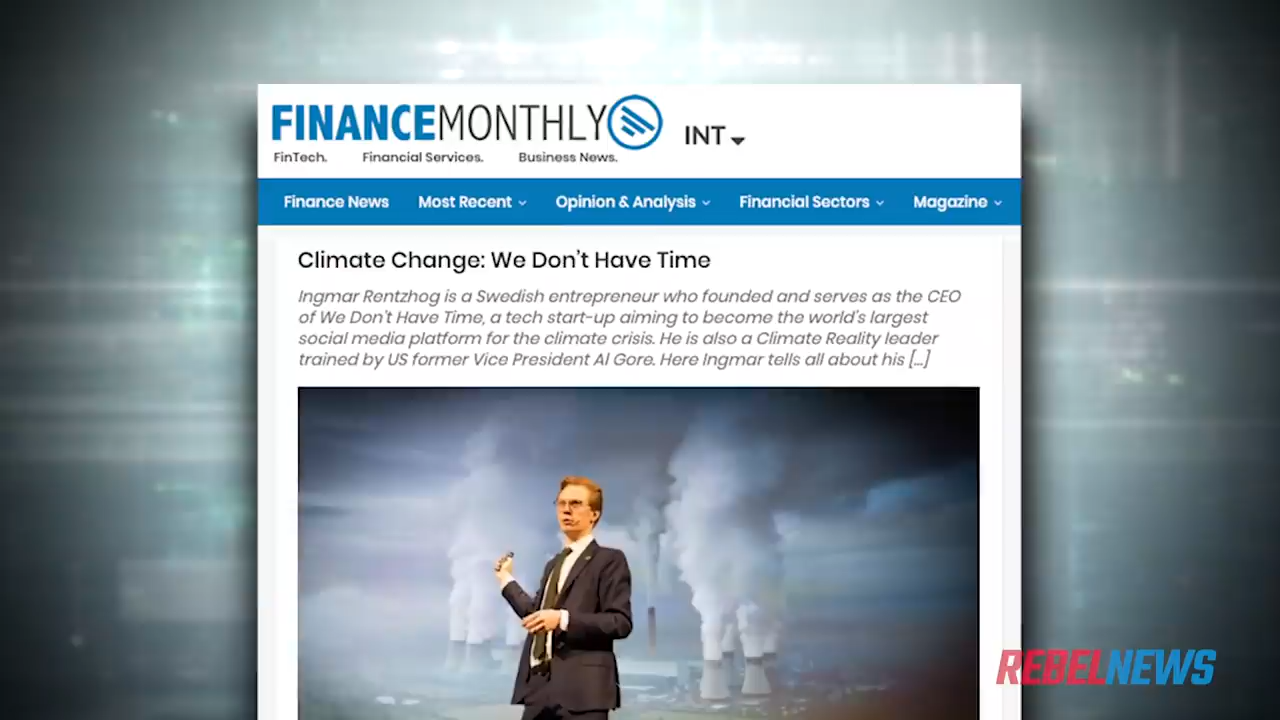 FINANCEMONTHLY
INT
FinTech. Financial Services. Business News.
Finance News Most Recent Opinion & Analysis Financial Sectors Magazine
Climate Change: We Don't Have Time
Ingmar Rentzhog is a Swedish entrepreneur who founded and serves as the CEO
of We Don't Have Time, a tech start-up aiming to become the world's largest
social media platform for the climate crisis. He is also a Climate Reality leader
trained by US former Vice President Al Gore. Here Ingmar tells all about his [...]
REBELNEWS